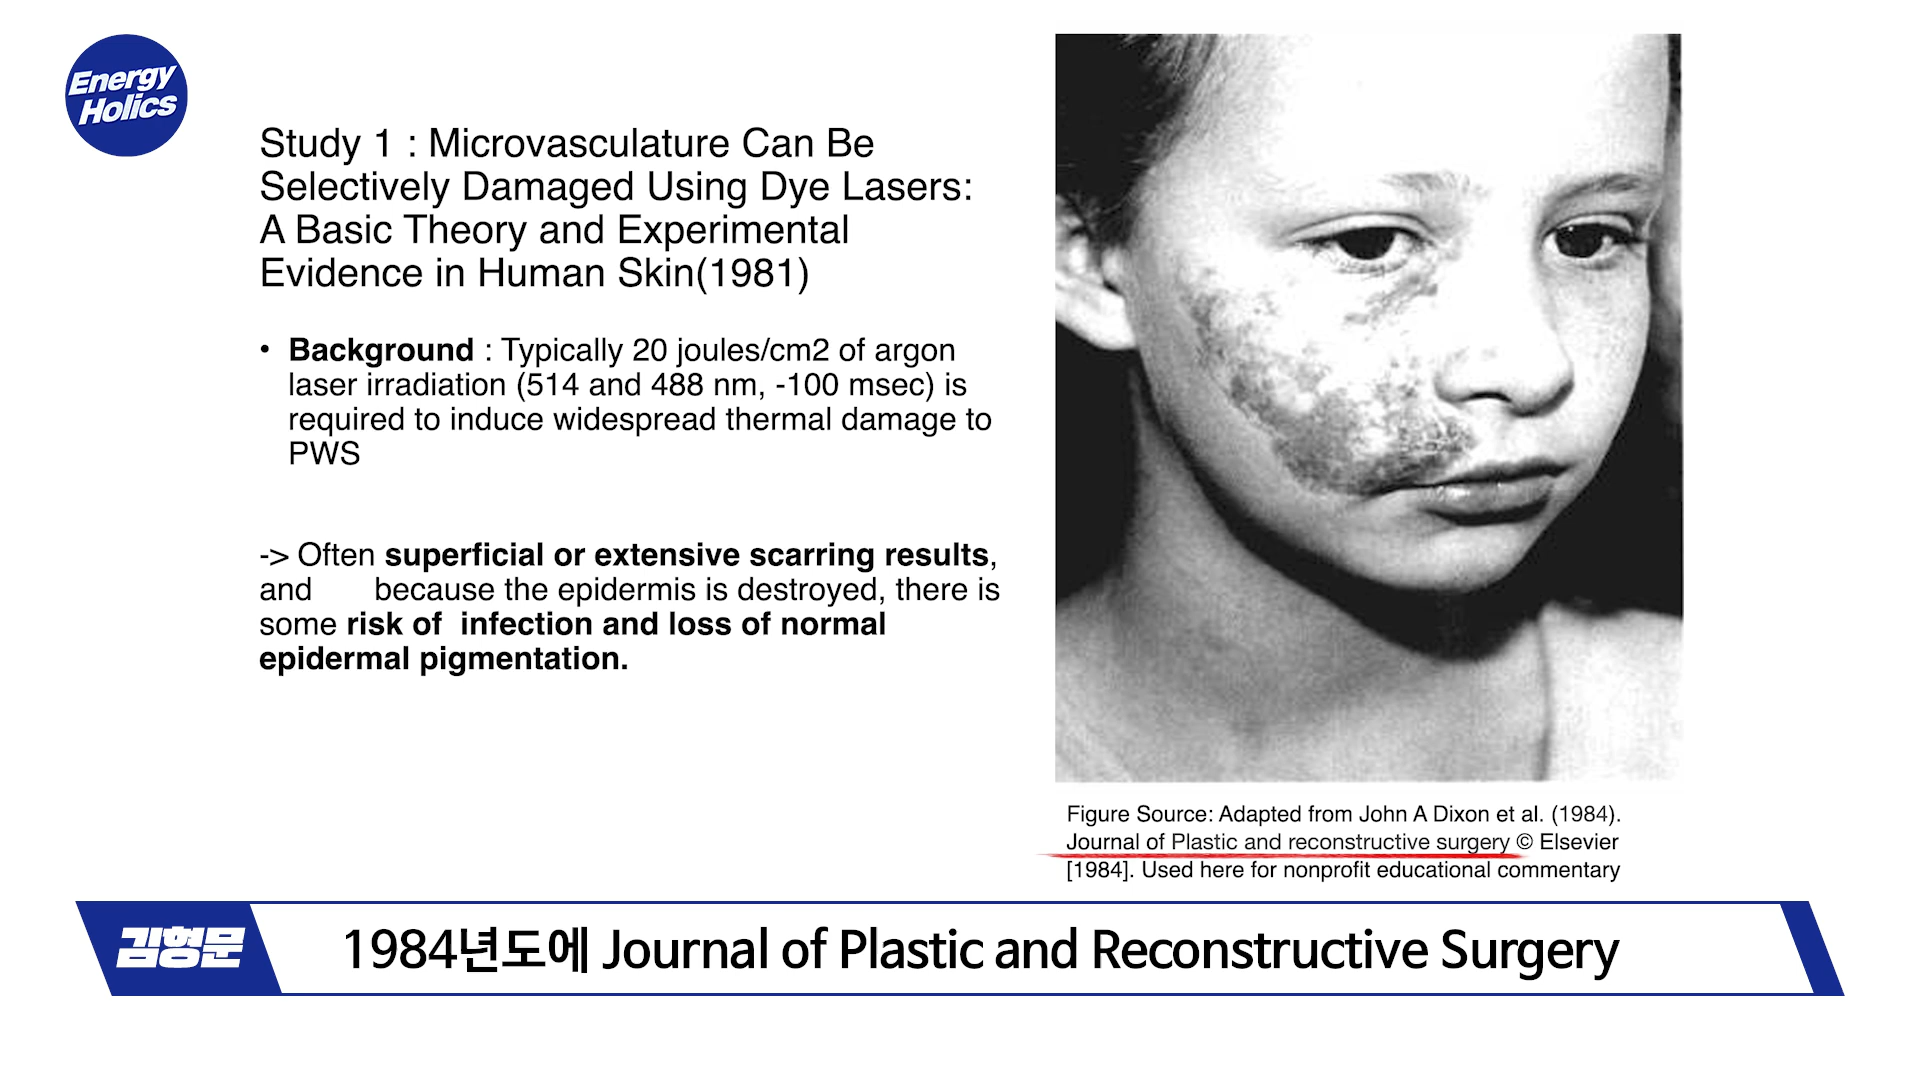 Energy
Holics
Study 1 : Microvasculature Can Be
Selectively Damaged Using Dye Lasers:
A Basic Theory and Experimental
Evidence in Human Skin(1981)
• Background : Typically 20 joules/cm2 of argon
laser irradiation (514 and 488 nm, -100 msec) is
required to induce widespread thermal damage to
PWS
-> Often superficial or extensive scarring results,
and because the epidermis is destroyed, there is
some risk of infection and loss of normal
epidermal pigmentation.
Figure Source: Adapted from John A Dixon et al. (1984).
Journal of Plastic and reconstructive surgery © Elsevier
[1984]. Used here for nonprofit educational commentary
김형문
1984년도에 Journal of Plastic and Reconstructive Surgery